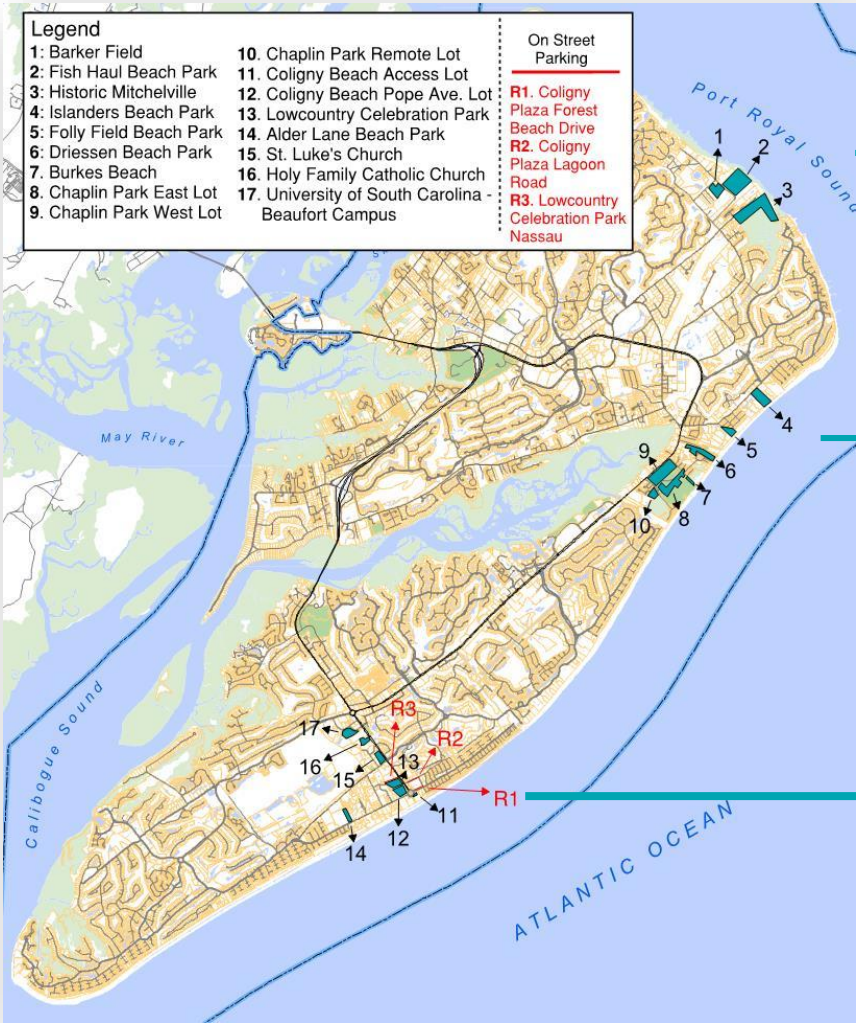 Legend
1: Barker Field
2: Fish Haul Beach Park
3: Historic Mitchelville
4: Islanders Beach Park
5: Folly Field Beach Park
6: Driessen Beach Park
7: Burkes Beach
8: Chaplin Park East Lot
9: Chaplin Park West Lot
10. Chaplin Park Remote Lot
11. Coligny Beach Access Lot
12. Coligny Beach Pope Ave. Lot
13. Lowcountry Celebration Park
14. Alder Lane Beach Park
15. St. Luke's Church
16. Holy Family Catholic Church
17. University of South Carolina -
Beaufort Campus
On Street
Parking
R1. Coligny
Plaza Forest
Beach Drive
R2. Coligny
Plaza Lagoon
Road
R3. Lowcountry
Celebration Park
Nassau
Port Royal Sound
1
2
3
May River
4
5
6
7
8
9
10
Calibogue Sound
R3
R2
17
16
15
13
R1
11
12
14
ATLANTIC OCEAN